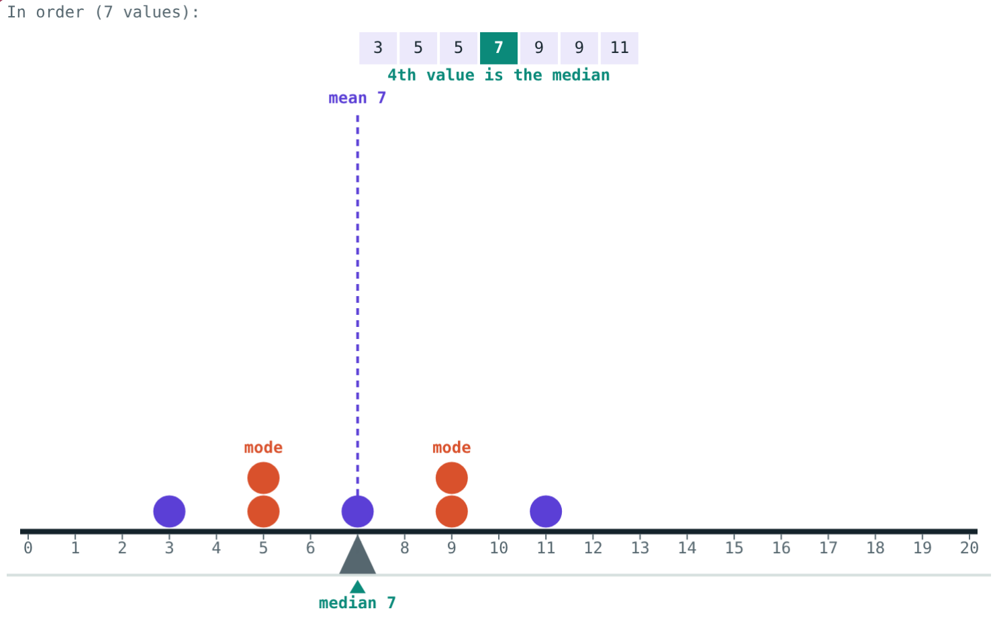 In order (7 values):
3 5 5 7 9 9 11
4th value is the median
mean 7
mode mode
0 1 2 3 4 5 6 8 9 10 11 12 13 14 15 16 17 18 19 20
median 7